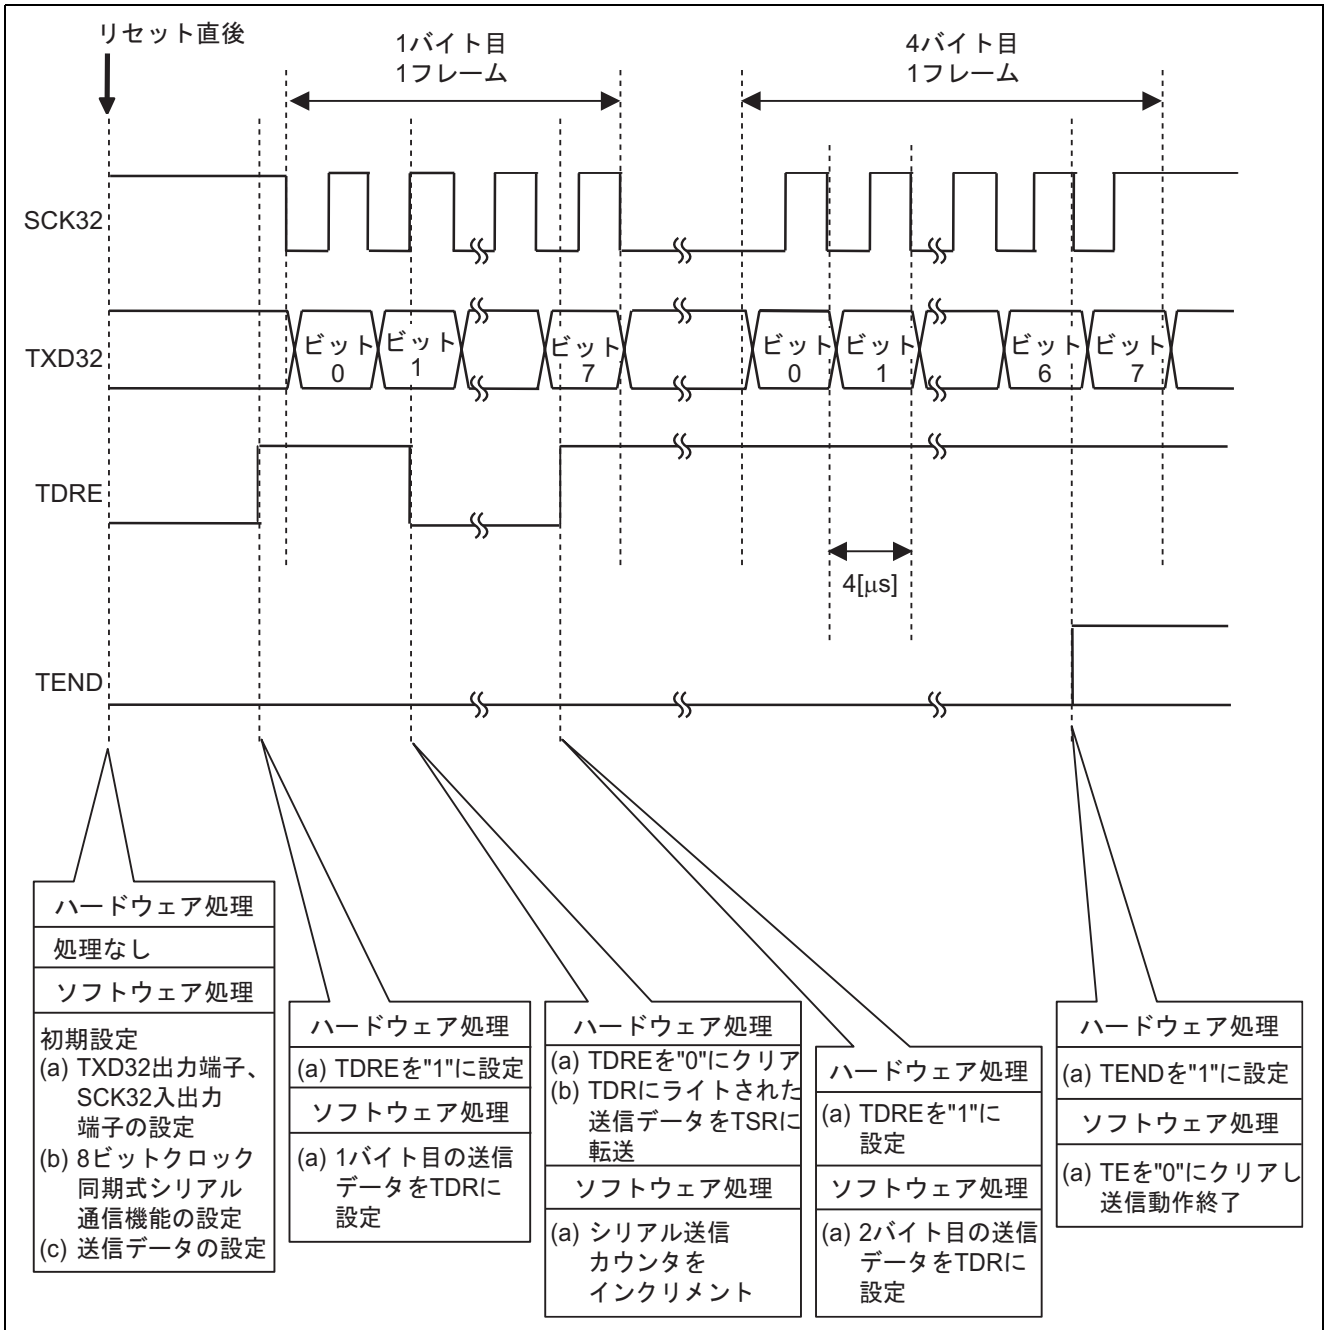 リセット直後
1バイト目
1フレーム
4バイト目
1フレーム
SCK32
TXD32
ビット
0
ビット
1
ビット
7
ビット
0
ビット
1
ビット
6
ビット
7
TDRE
4[μs]
TEND
ハードウェア処理
処理なし
ソフトウェア処理
初期設定
(a) TXD32出力端子、
SCK32入出力
端子の設定
(b) 8ビットクロック
同期式シリアル
通信機能の設定
(c) 送信データの設定
ハードウェア処理
(a) TDREを"1"に設定
ソフトウェア処理
(a) 1バイト目の送信
データをTDRに
設定
ハードウェア処理
(a) TDREを"0"にクリア
(b) TDRにライトされた
送信データをTSRに
転送
ソフトウェア処理
(a) シリアル送信
カウンタを
インクリメント
ハードウェア処理
(a) TDREを"1"に
設定
ソフトウェア処理
(a) 2バイト目の送信
データをTDRに
設定
ハードウェア処理
(a) TENDを"1"に設定
ソフトウェア処理
(a) TEを"0"にクリアし
送信動作終了